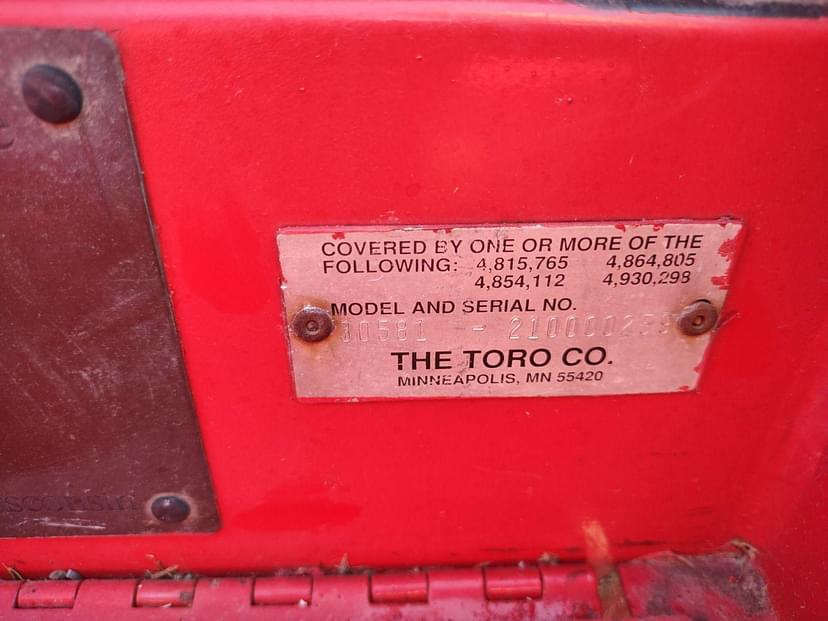 COVERED BY ONE OR MORE OF THE
FOLLOWING: 4,815,765 4,864,805
4,854,112 4,930,298
MODEL AND SERIAL NO.
THE TORO CO.
MINNEAPOLIS, MN 55420